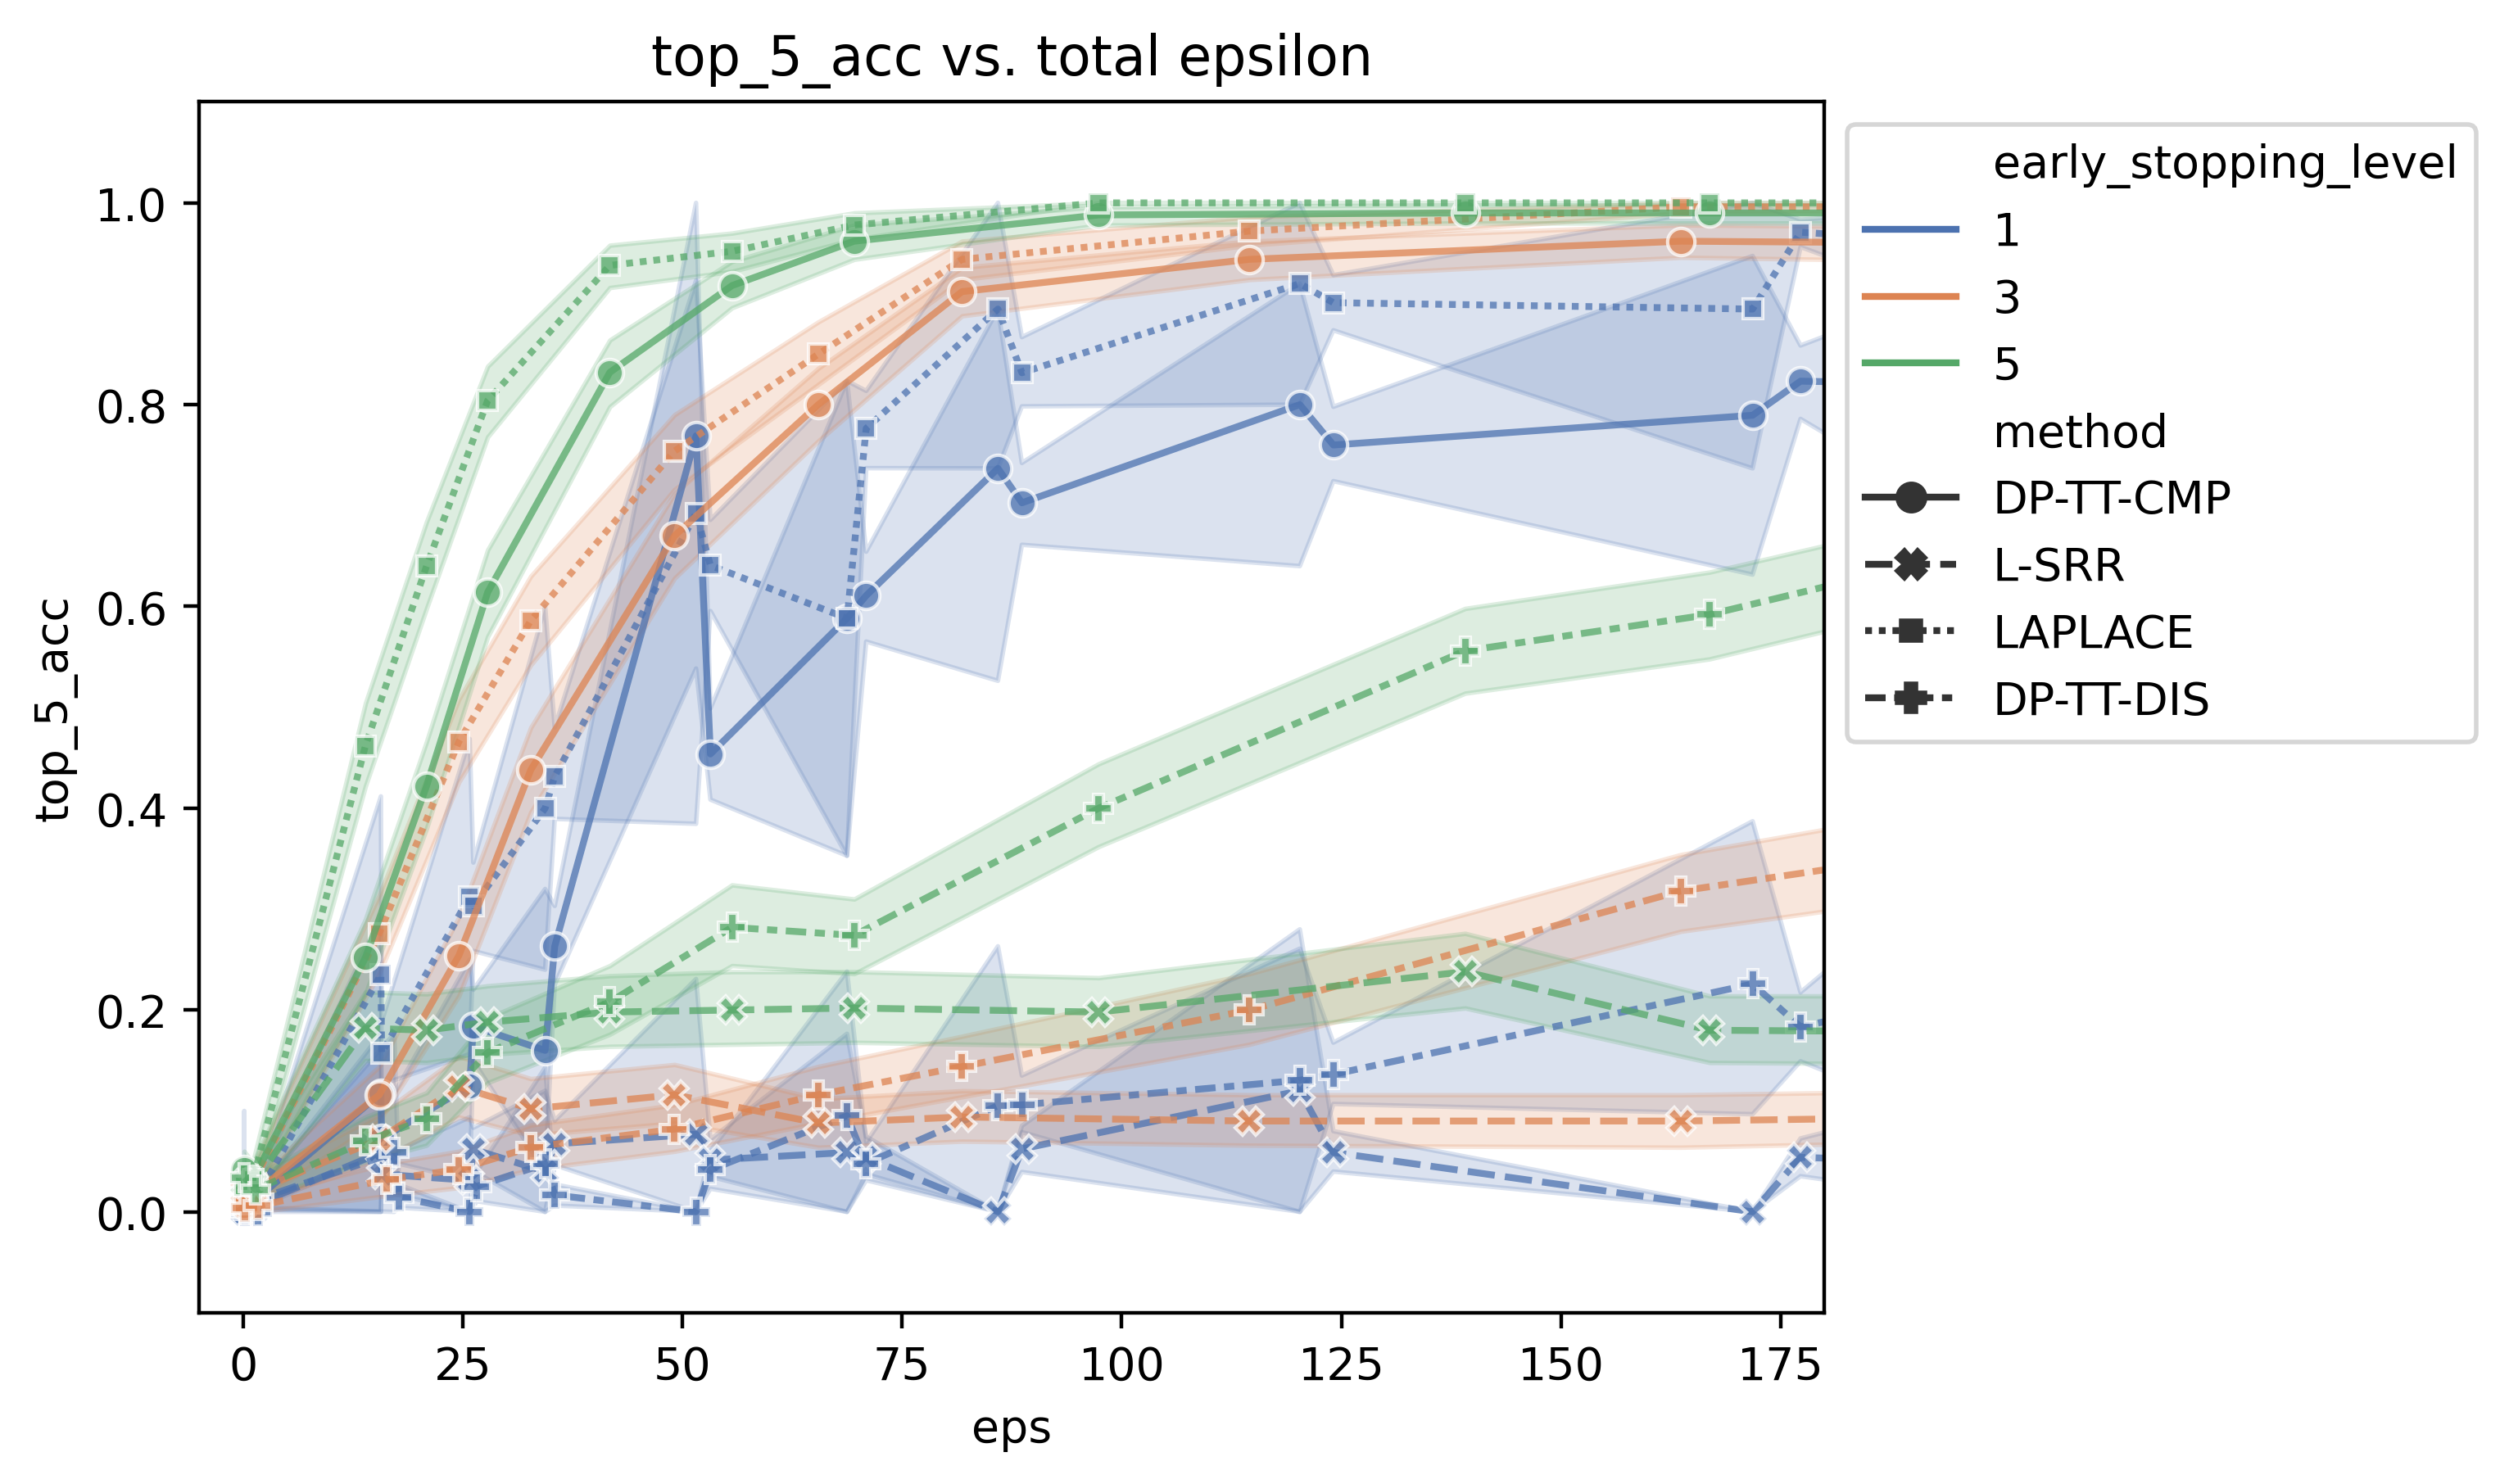 top_5_acc vs. total epsilon
top_5_acc
1.0
0.8
0.6
0.4
0.2
0.0
0 25 50 75 100 125 150 175
eps
early_stopping_level
1
3
5
method
DP-TT-CMP
L-SRR
LAPLACE
DP-TT-DIS